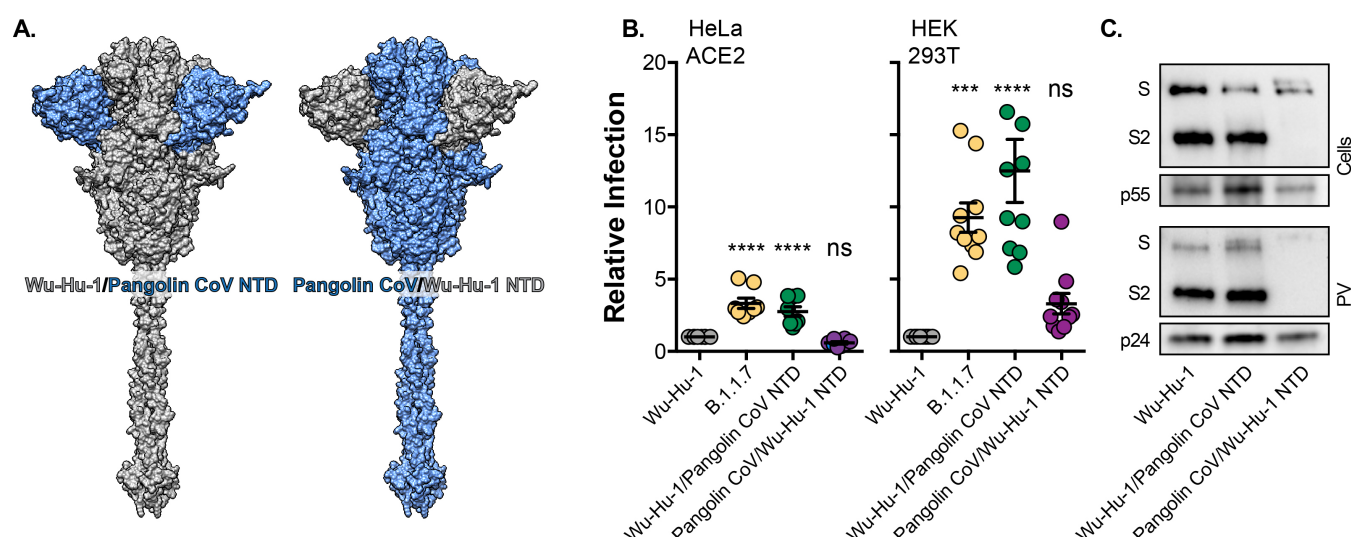 A.
Wu-Hu-1/Pangolin CoV NTD
Pangolin CoV/Wu-Hu-1 NTD
B.
HeLa
ACE2
Relative Infection
20
15
10
5
0
**** **** ns
Wu-Hu-1
B.1.1.7
Wu-Hu-1/Pangolin CoV NTD
Pangolin CoV/Wu-Hu-1 NTD
HEK
293T
*** **** ns
Wu-Hu-1
B.1.1.7
Wu-Hu-1/Pangolin CoV NTD
Pangolin CoV/Wu-Hu-1 NTD
C.
S
S2
p55
Cells
S
S2
p24
PV
Wu-Hu-1
Wu-Hu-1/Pangolin CoV NTD
Pangolin CoV/Wu-Hu-1 NTD